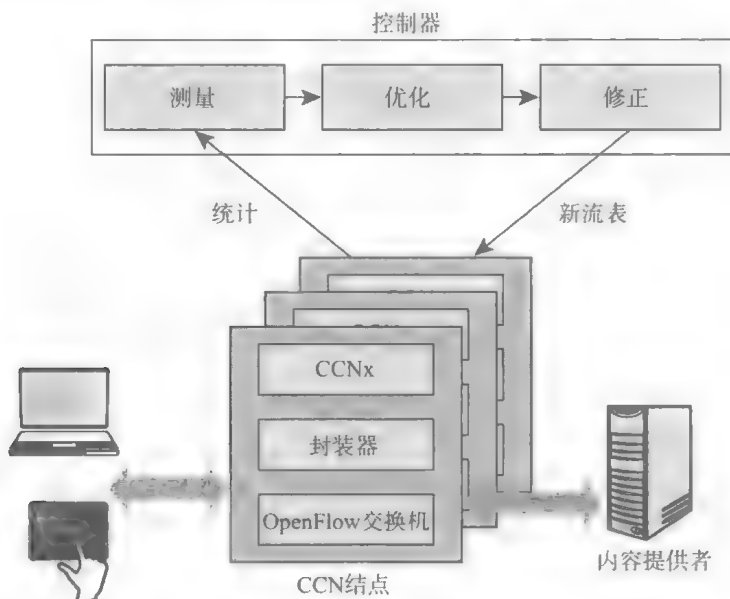 控制器
测量
优化
修正
统计
新流表
CCNx
封装器
OpenFlow交换机
CCN结点
内容提供者